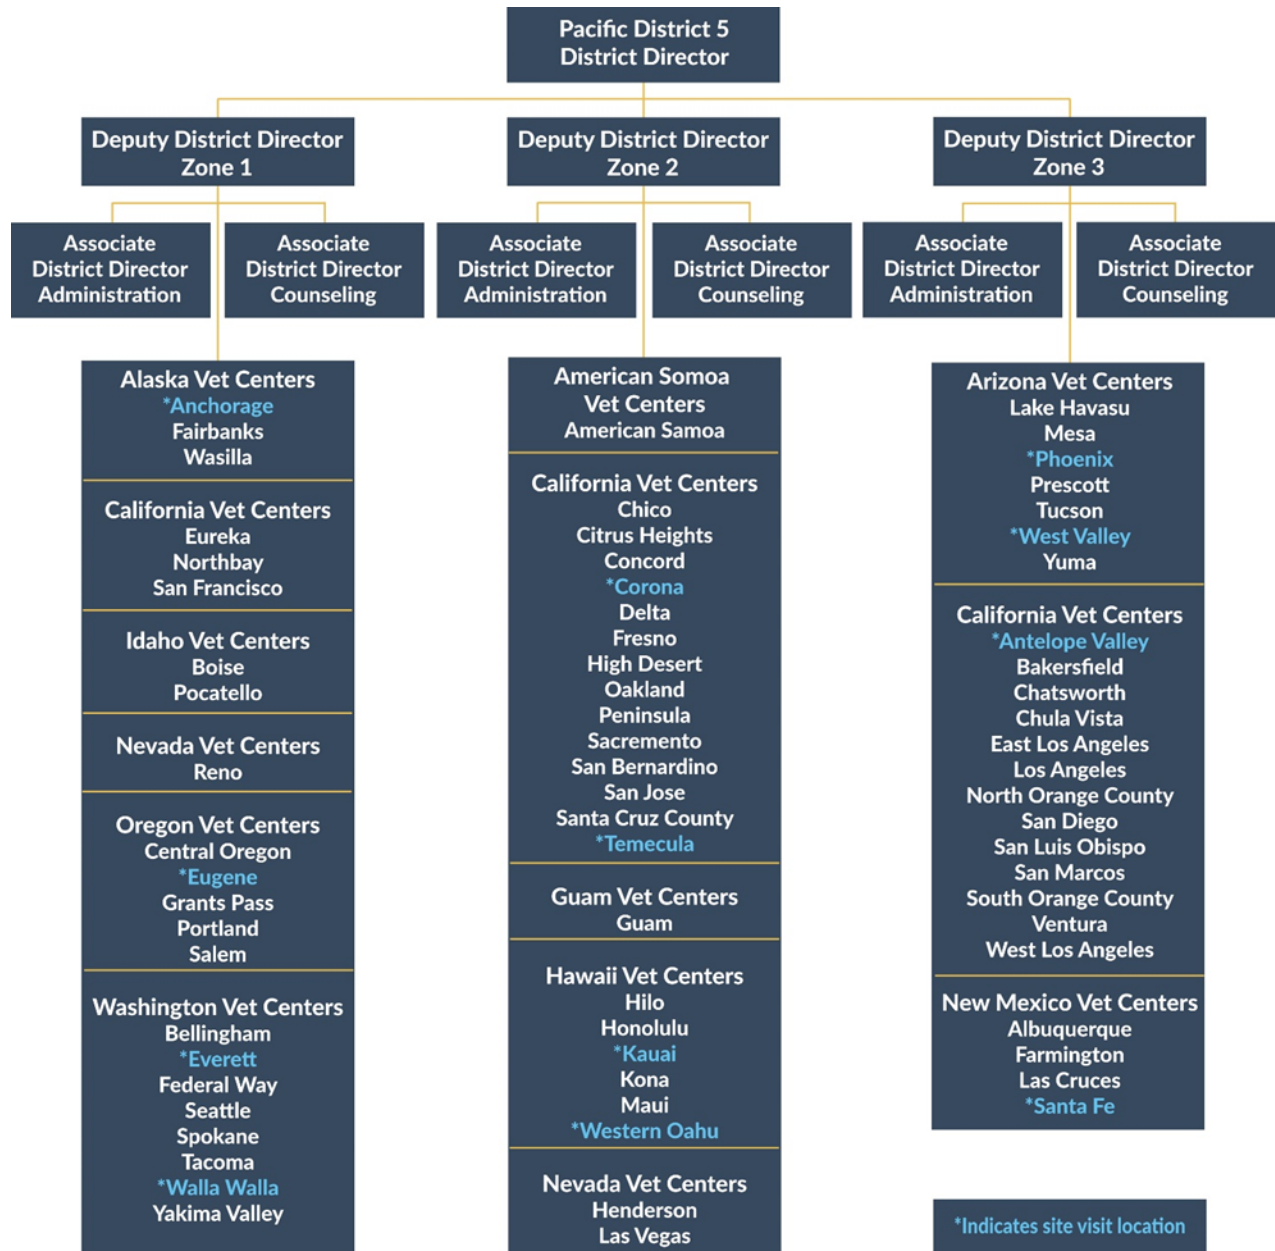 Pacific District 5
District Director
Deputy District Director
Zone 1
Deputy District Director
Zone 2
Deputy District Director
Zone 3
Associate
District Director
Administration
Associate
District Director
Counseling
Associate
District Director
Administration
Associate
District Director
Counseling
Associate
District Director
Administration
Associate
District Director
Counseling
Alaska Vet Centers
*Anchorage
Fairbanks
Wasilla
California Vet Centers
Eureka
Northbay
San Francisco
Idaho Vet Centers
Boise
Pocatello
Nevada Vet Centers
Reno
Oregon Vet Centers
Central Oregon
*Eugene
Grants Pass
Portland
Salem
Washington Vet Centers
Bellingham
*Everett
Federal Way
Seattle
Spokane
Tacoma
*Walla Walla
Yakima Valley
American Somoa
Vet Centers
American Samoa
California Vet Centers
Chico
Citrus Heights
Concord
*Corona
Delta
Fresno
High Desert
Oakland
Peninsula
Sacremento
San Bernardino
San Jose
Santa Cruz County
*Temecula
Guam Vet Centers
Guam
Hawaii Vet Centers
Hilo
Honolulu
*Kauai
Kona
Maui
*Western Oahu
Nevada Vet Centers
Henderson
Las Vegas
Arizona Vet Centers
Lake Havasu
Mesa
*Phoenix
Prescott
Tucson
*West Valley
Yuma
California Vet Centers
*Antelope Valley
Bakersfield
Chatsworth
Chula Vista
East Los Angeles
Los Angeles
North Orange County
San Diego
San Luis Obispo
San Marcos
South Orange County
Ventura
West Los Angeles
New Mexico Vet Centers
Albuquerque
Farmington
Las Cruces
*Santa Fe
*Indicates site visit location